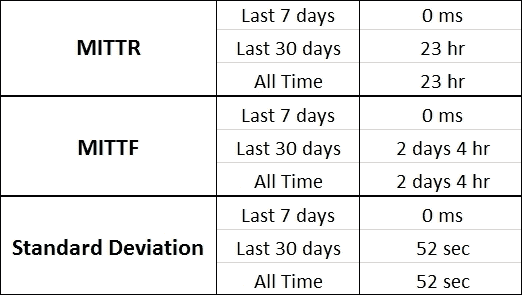 Last 7 days 0 ms
MITTR Last 30 days 23 hr
All Time 23 hr
Last 7 days 0 ms
MITTF Last 30 days 2 days 4 hr
All Time 2 days 4 hr
Last 7 days 0 ms
Standard Deviation Last 30 days 52 sec
All Time 52 sec